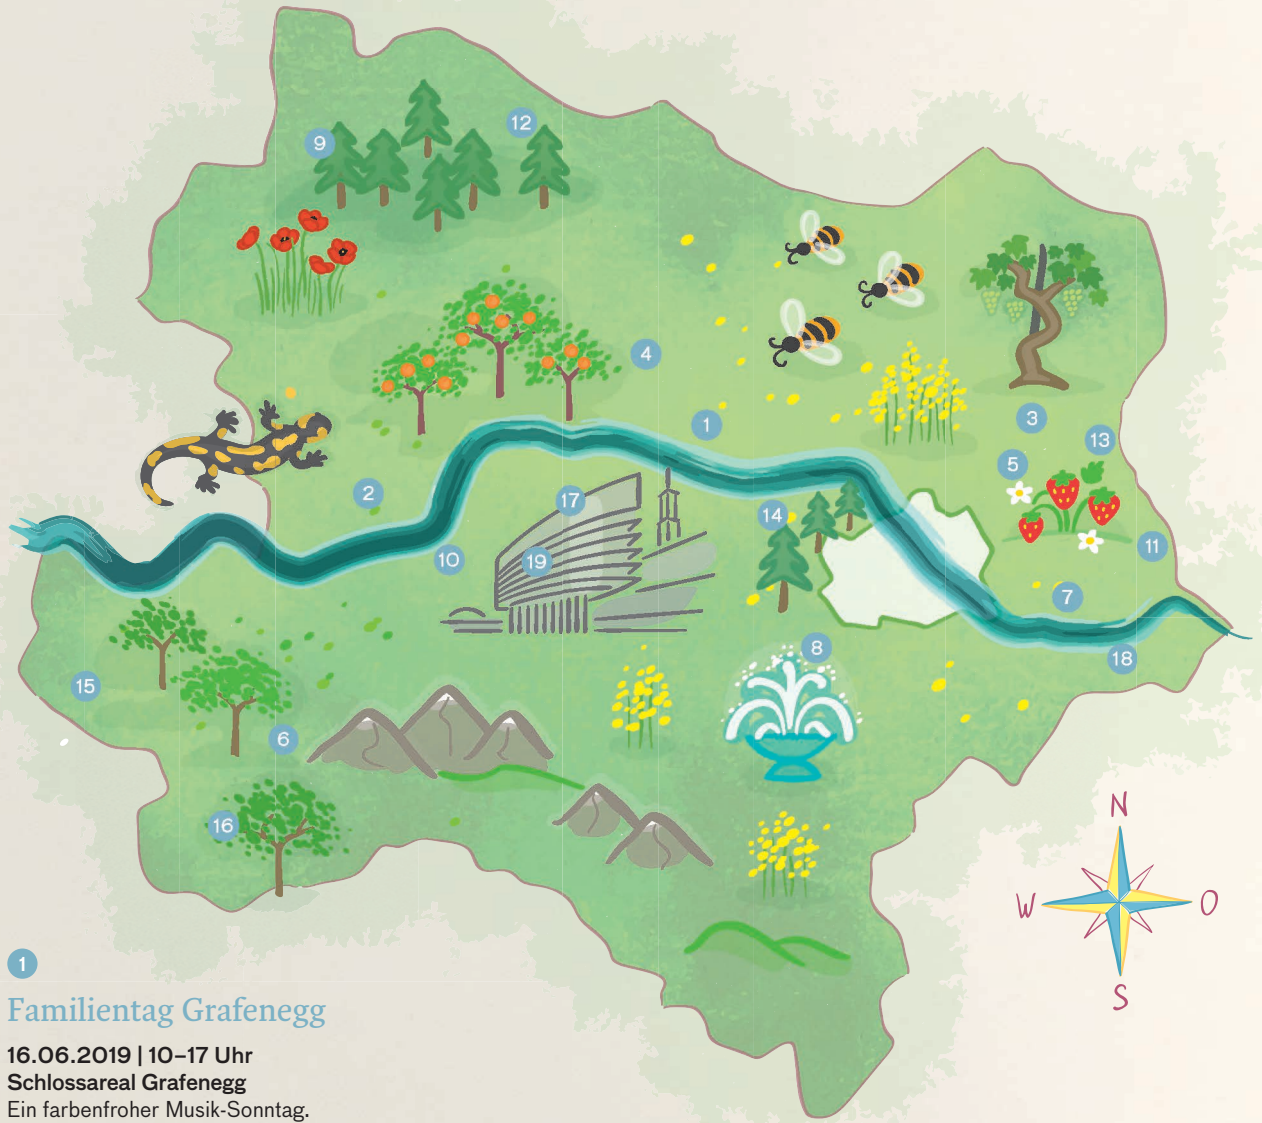 9
12
4
1
3
13
5
2
17
14
10
19
11
7
8
18
15
6
16
N
W
O
S
1
Familientag Grafenegg
16.06.2019 | 10–17 Uhr
Schlossareal Grafenegg
Ein farbenfroher Musik-Sonntag.